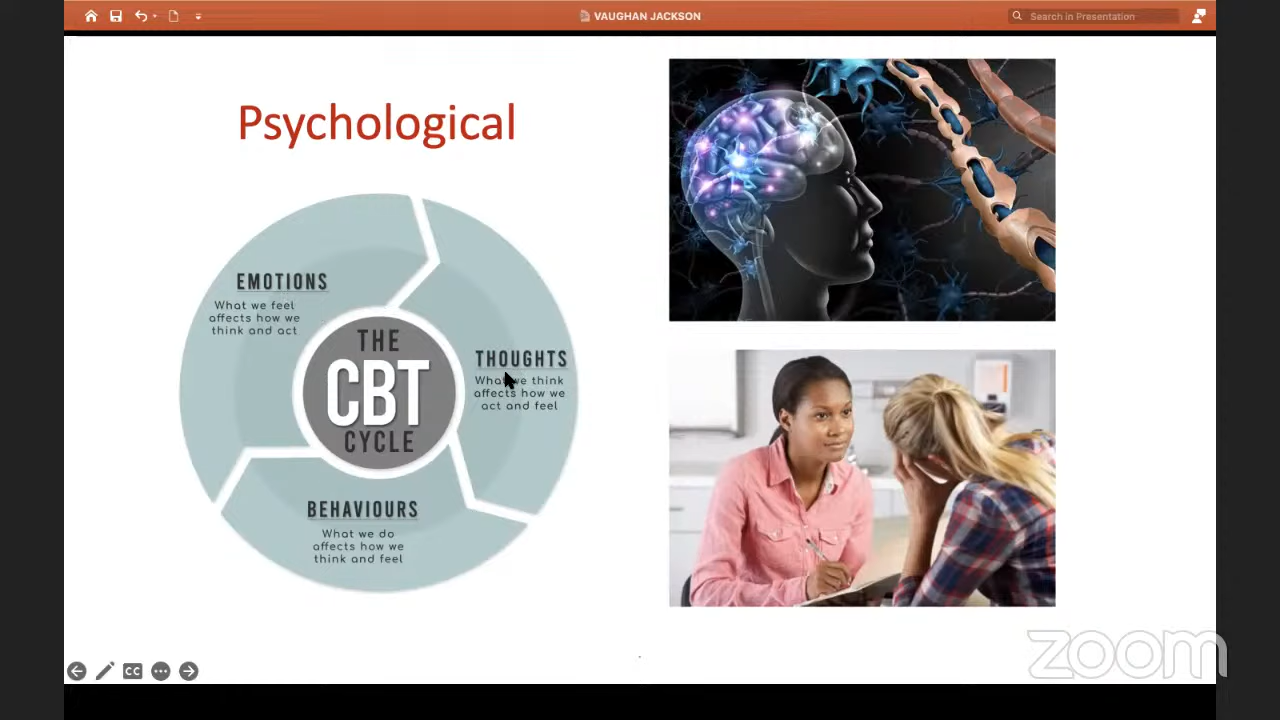 VAUGHAN JACKSON
Search in Presentation
Psychological
EMOTIONS
What we feel
affects how we
think and act
THE
CBT
CYCLE
THOUGHTS
What we think
affects how we
act and feel
BEHAVIOURS
What we do
affects how we
think and feel
CC
zoom